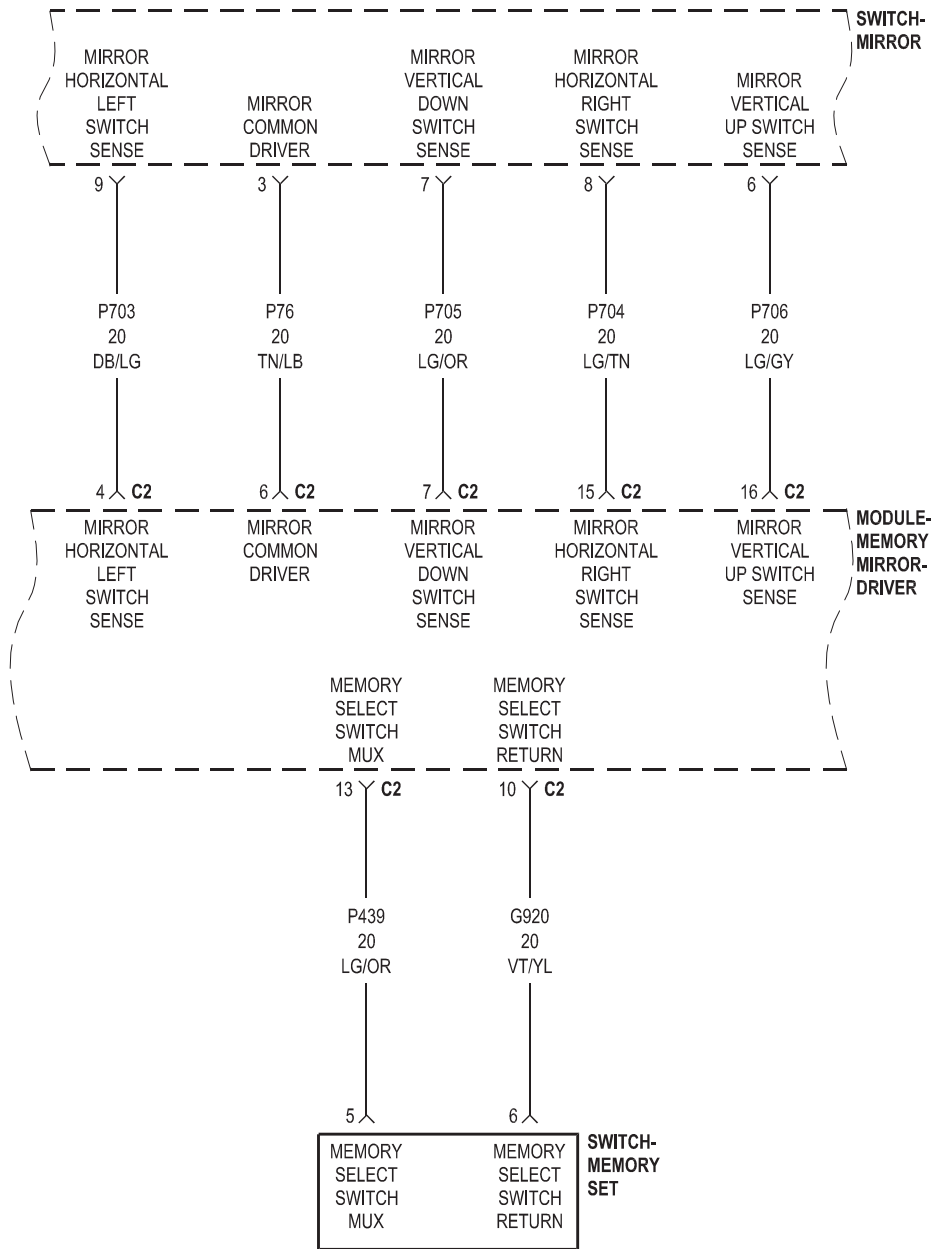 SWITCH-
MIRROR
MIRROR
HORIZONTAL
LEFT
SWITCH
SENSE
MIRROR
COMMON
DRIVER
MIRROR
VERTICAL
DOWN
SWITCH
SENSE
MIRROR
HORIZONTAL
RIGHT
SWITCH
SENSE
MIRROR
VERTICAL
UP SWITCH
SENSE
9
3
7
8
6
P703
20
DB/LG
P76
20
TN/LB
P705
20
LG/OR
P704
20
LG/TN
P706
20
LG/GY
4 C2
6 C2
7 C2
15 C2
16 C2
MODULE-
MEMORY
MIRROR-
DRIVER
MIRROR
HORIZONTAL
LEFT
SWITCH
SENSE
MIRROR
COMMON
DRIVER
MIRROR
VERTICAL
DOWN
SWITCH
SENSE
MIRROR
HORIZONTAL
RIGHT
SWITCH
SENSE
MIRROR
VERTICAL
UP SWITCH
SENSE
MEMORY
SELECT
SWITCH
MUX
MEMORY
SELECT
SWITCH
RETURN
13 C2
10 C2
P439
20
LG/OR
G920
20
VT/YL
5
6
SWITCH-
MEMORY
SET
MEMORY
SELECT
SWITCH
MUX
MEMORY
SELECT
SWITCH
RETURN